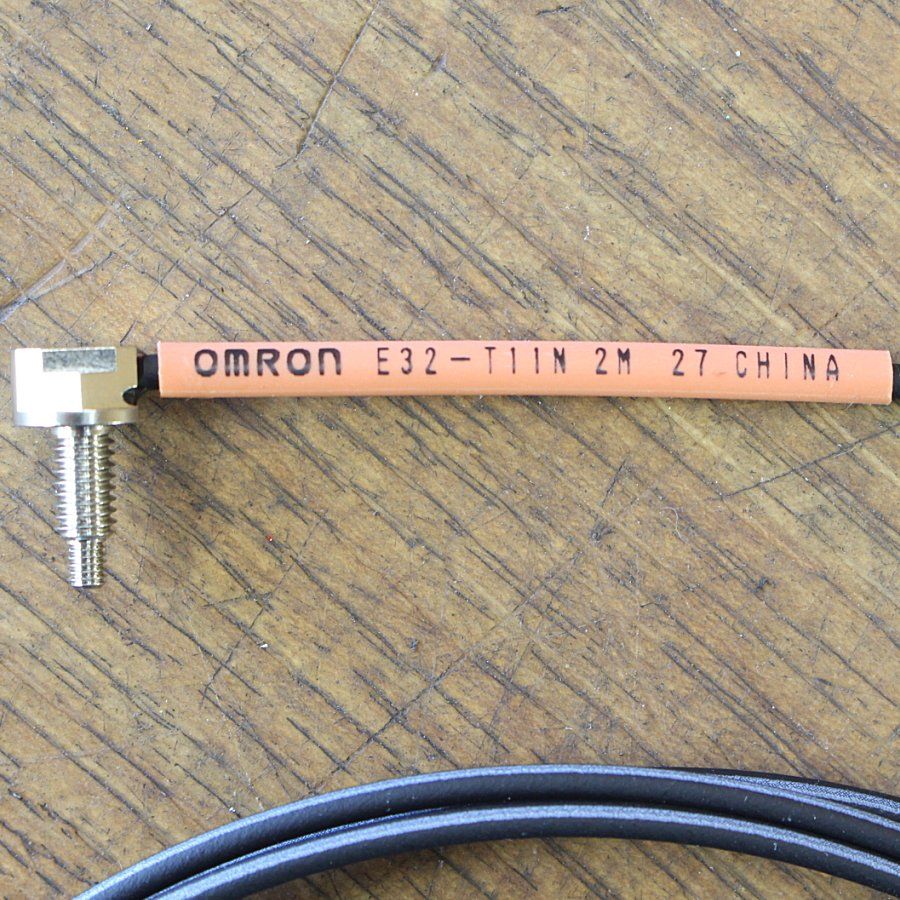 OMRON E32-T11N 2M 27 CHINA